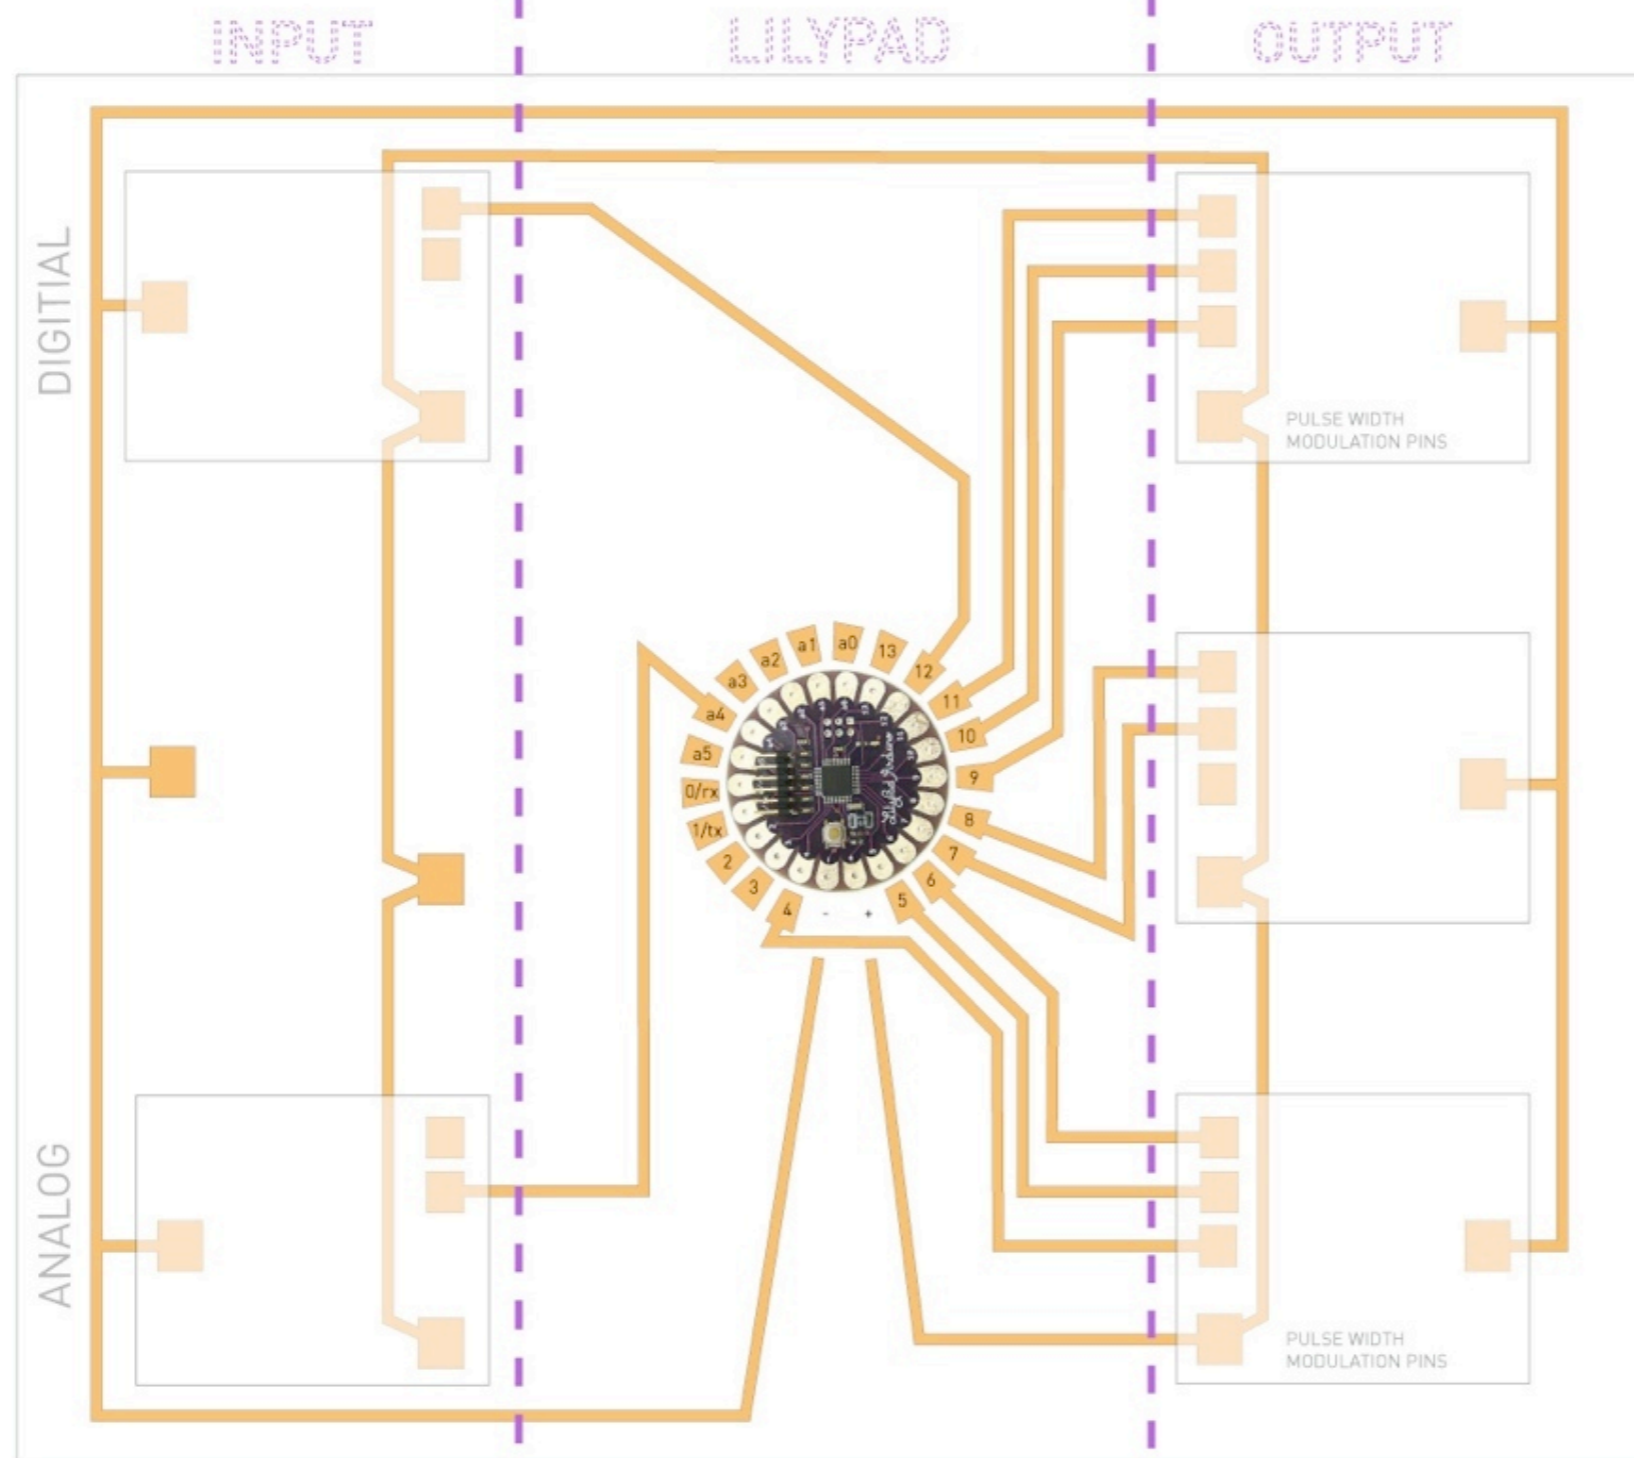 INPUT
LILYPAD
OUTPUT
DIGITIAL
PULSE WIDTH
MODULATION PINS
a0
13
12
11
10
9
8
7
6
5
+
-
4
3
2
1/tx
0/rx
a5
a4
a3
a2
a1
ANALOG
PULSE WIDTH
MODULATION PINS